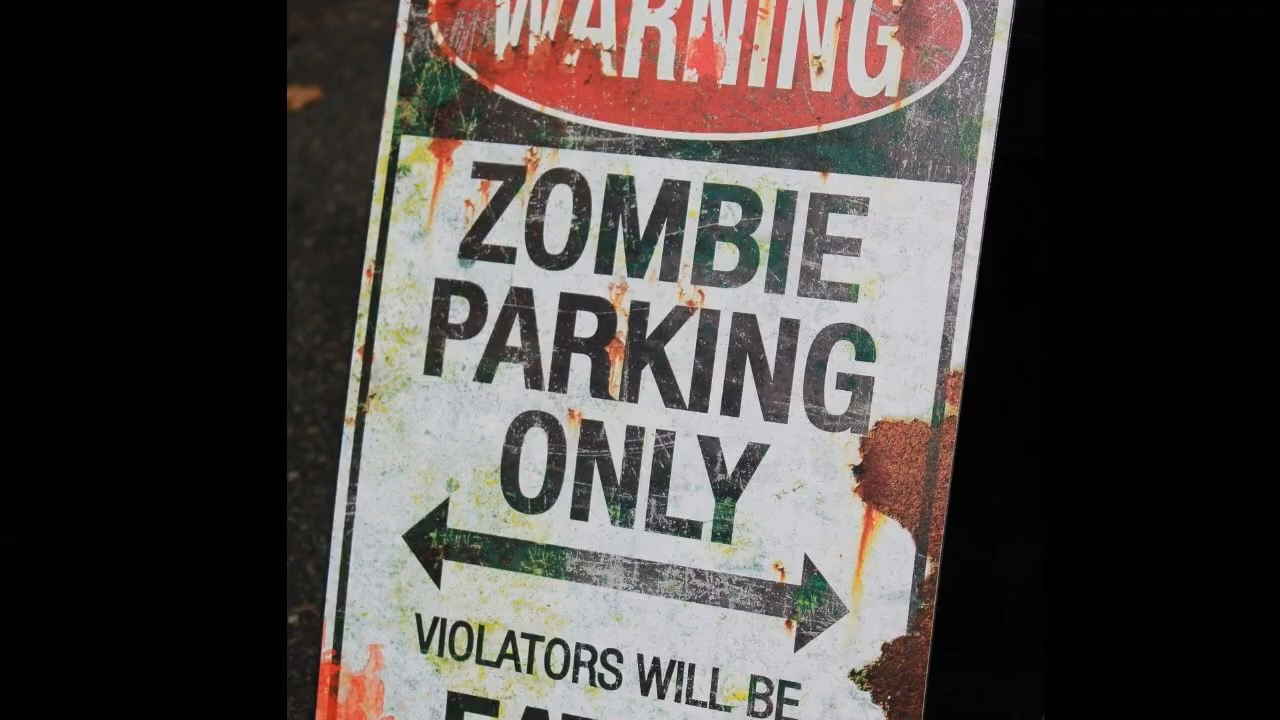 WARNING
ZOMBIE
PARKING
ONLY
VIOLATORS WILL BE